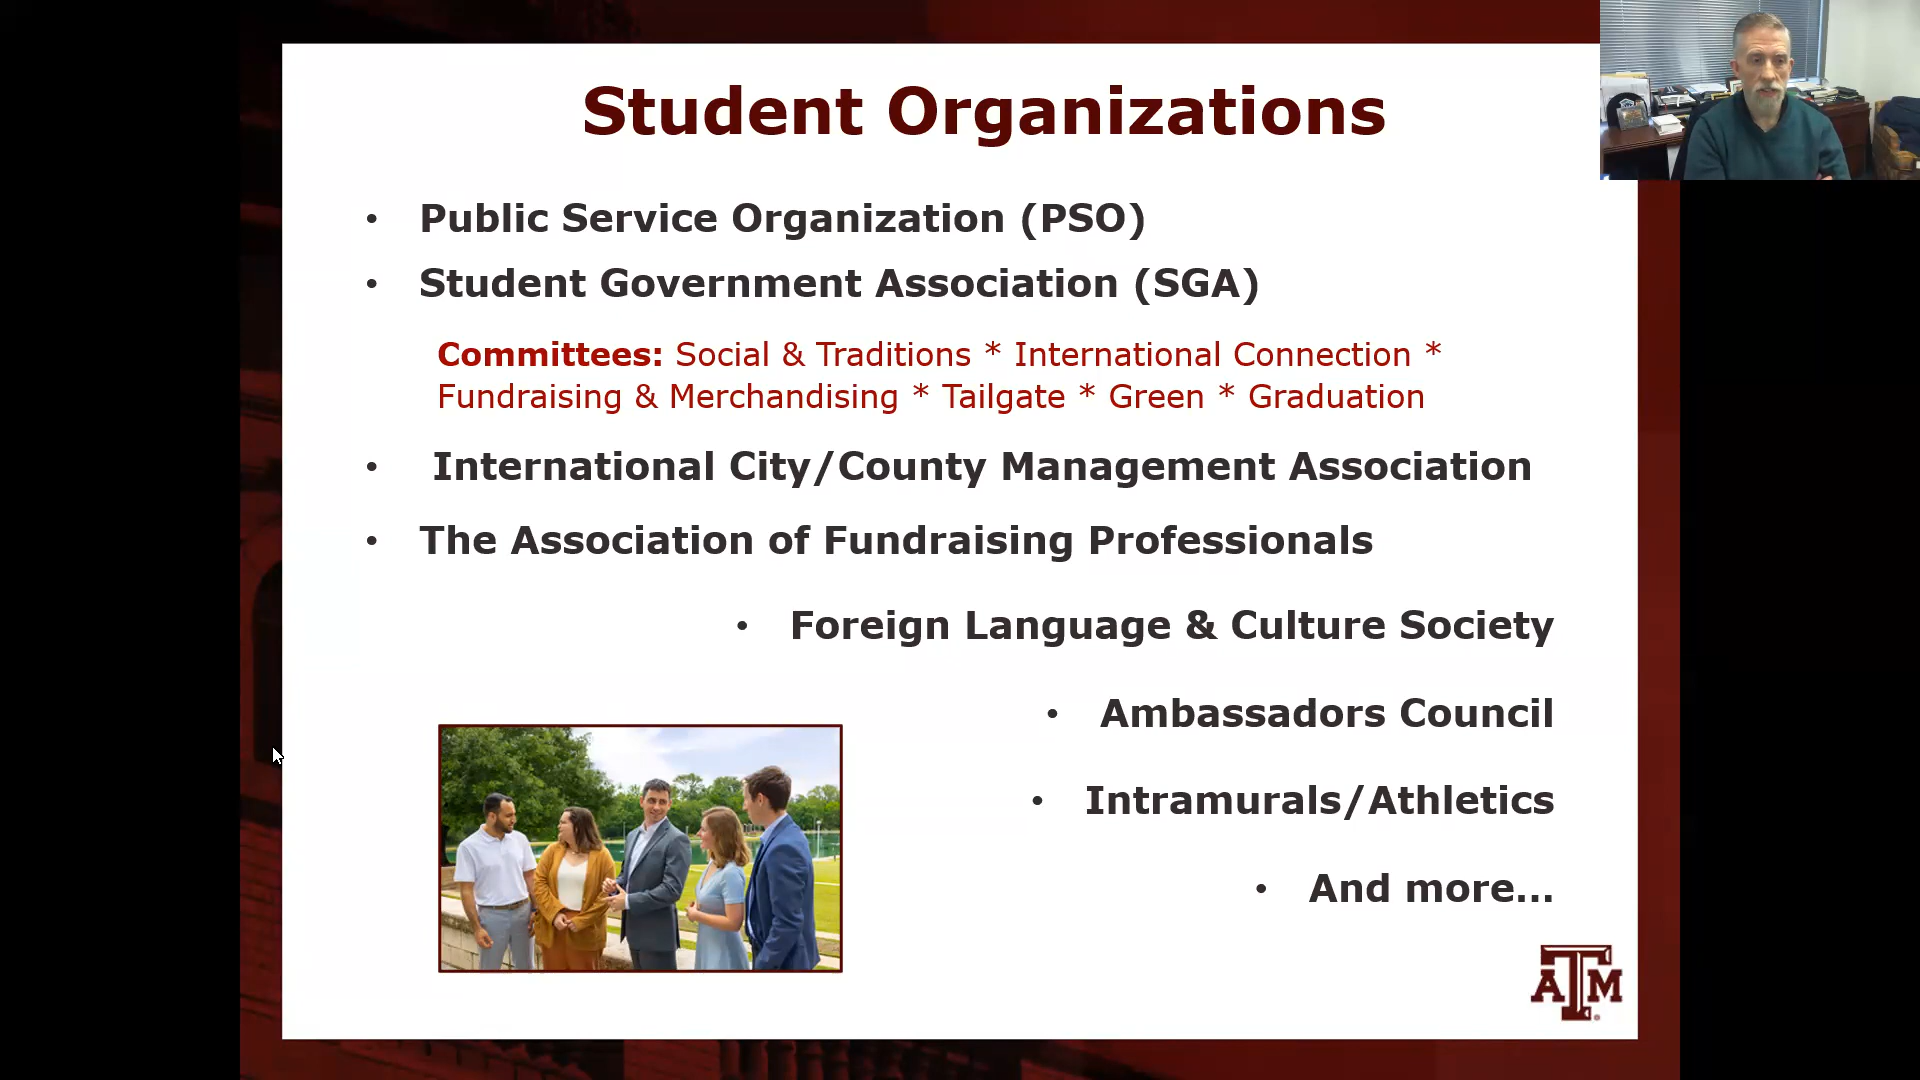 Student Organizations
• Public Service Organization (PSO)
• Student Government Association (SGA)
Committees: Social & Traditions * International Connection *
Fundraising & Merchandising * Tailgate * Green * Graduation
• International City/County Management Association
• The Association of Fundraising Professionals
• Foreign Language & Culture Society
• Ambassadors Council
• Intramurals/Athletics
• And more...
ATM